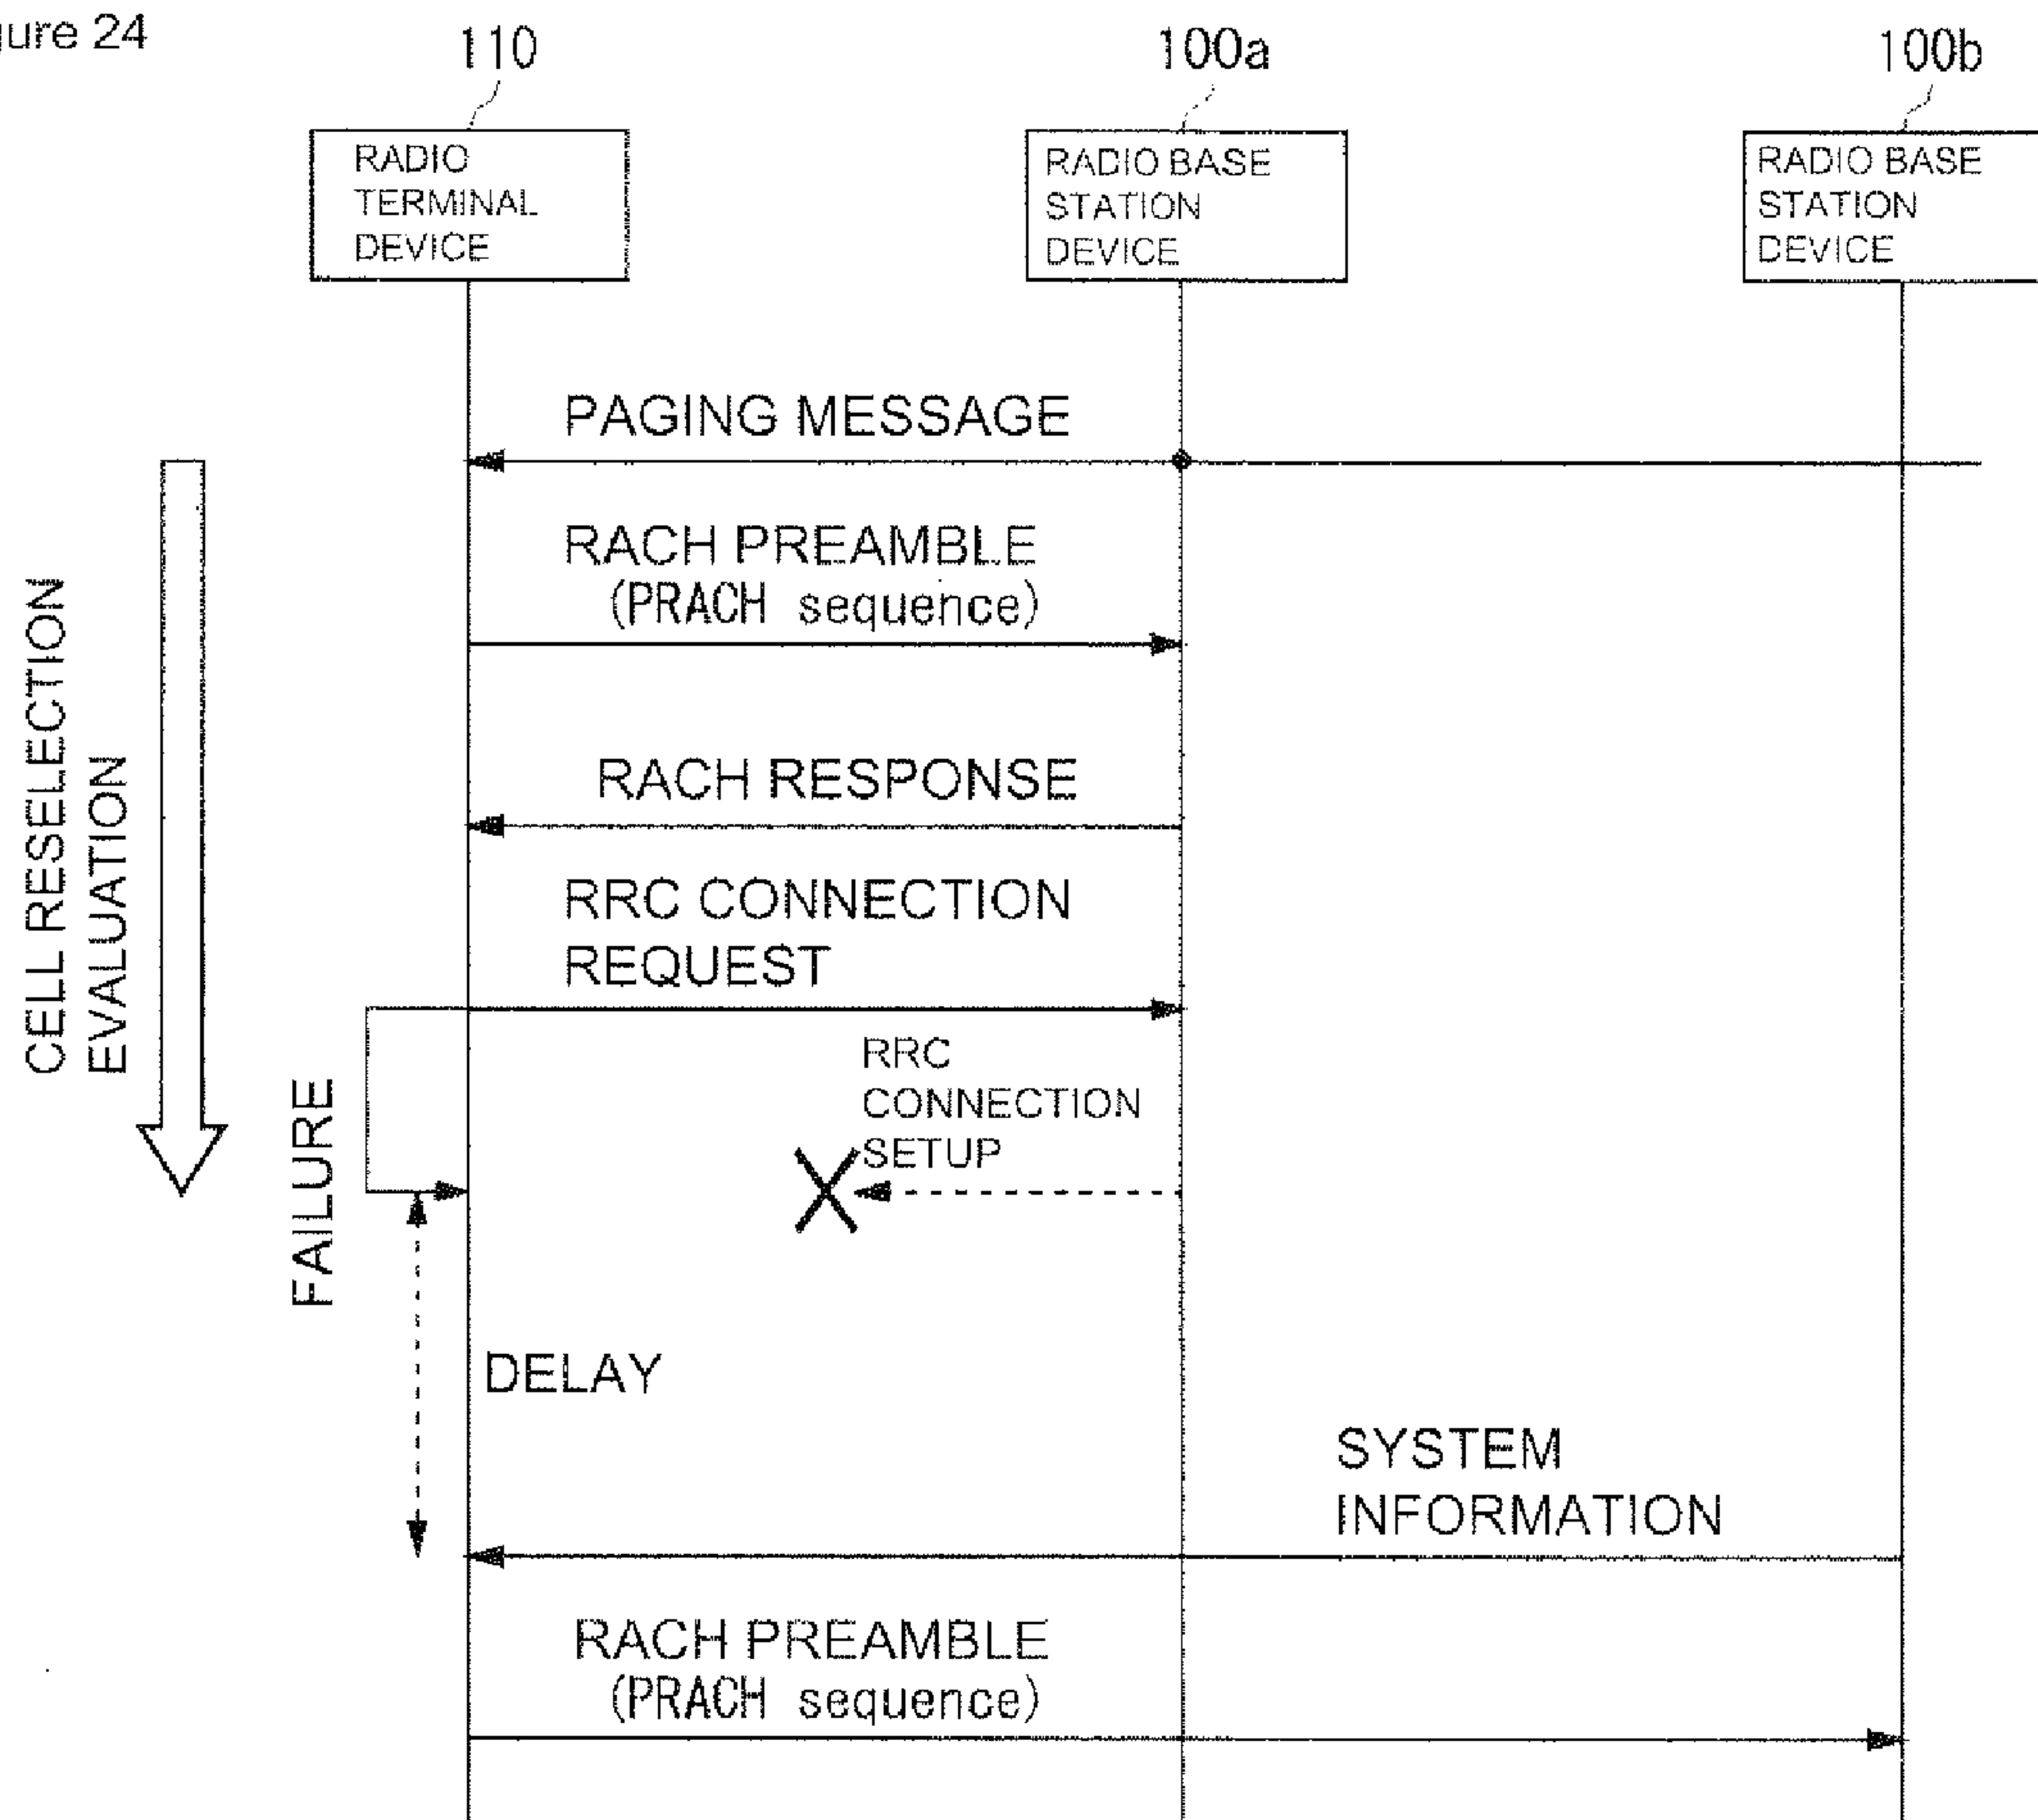 gure 24
110
100a
100b
RADIO
TERMINAL
DEVICE
RADIO BASE
STATION
DEVICE
RADIO BASE
STATION
DEVICE
PAGING MESSAGE
RACH PREAMBLE
(PRACH sequence)
RACH RESPONSE
RRC CONNECTION
REQUEST
CELL RESELECTION
EVALUATION
RRC
CONNECTION
SETUP
FAILURE
DELAY
SYSTEM
INFORMATION
RACH PREAMBLE
(PRACH sequence)